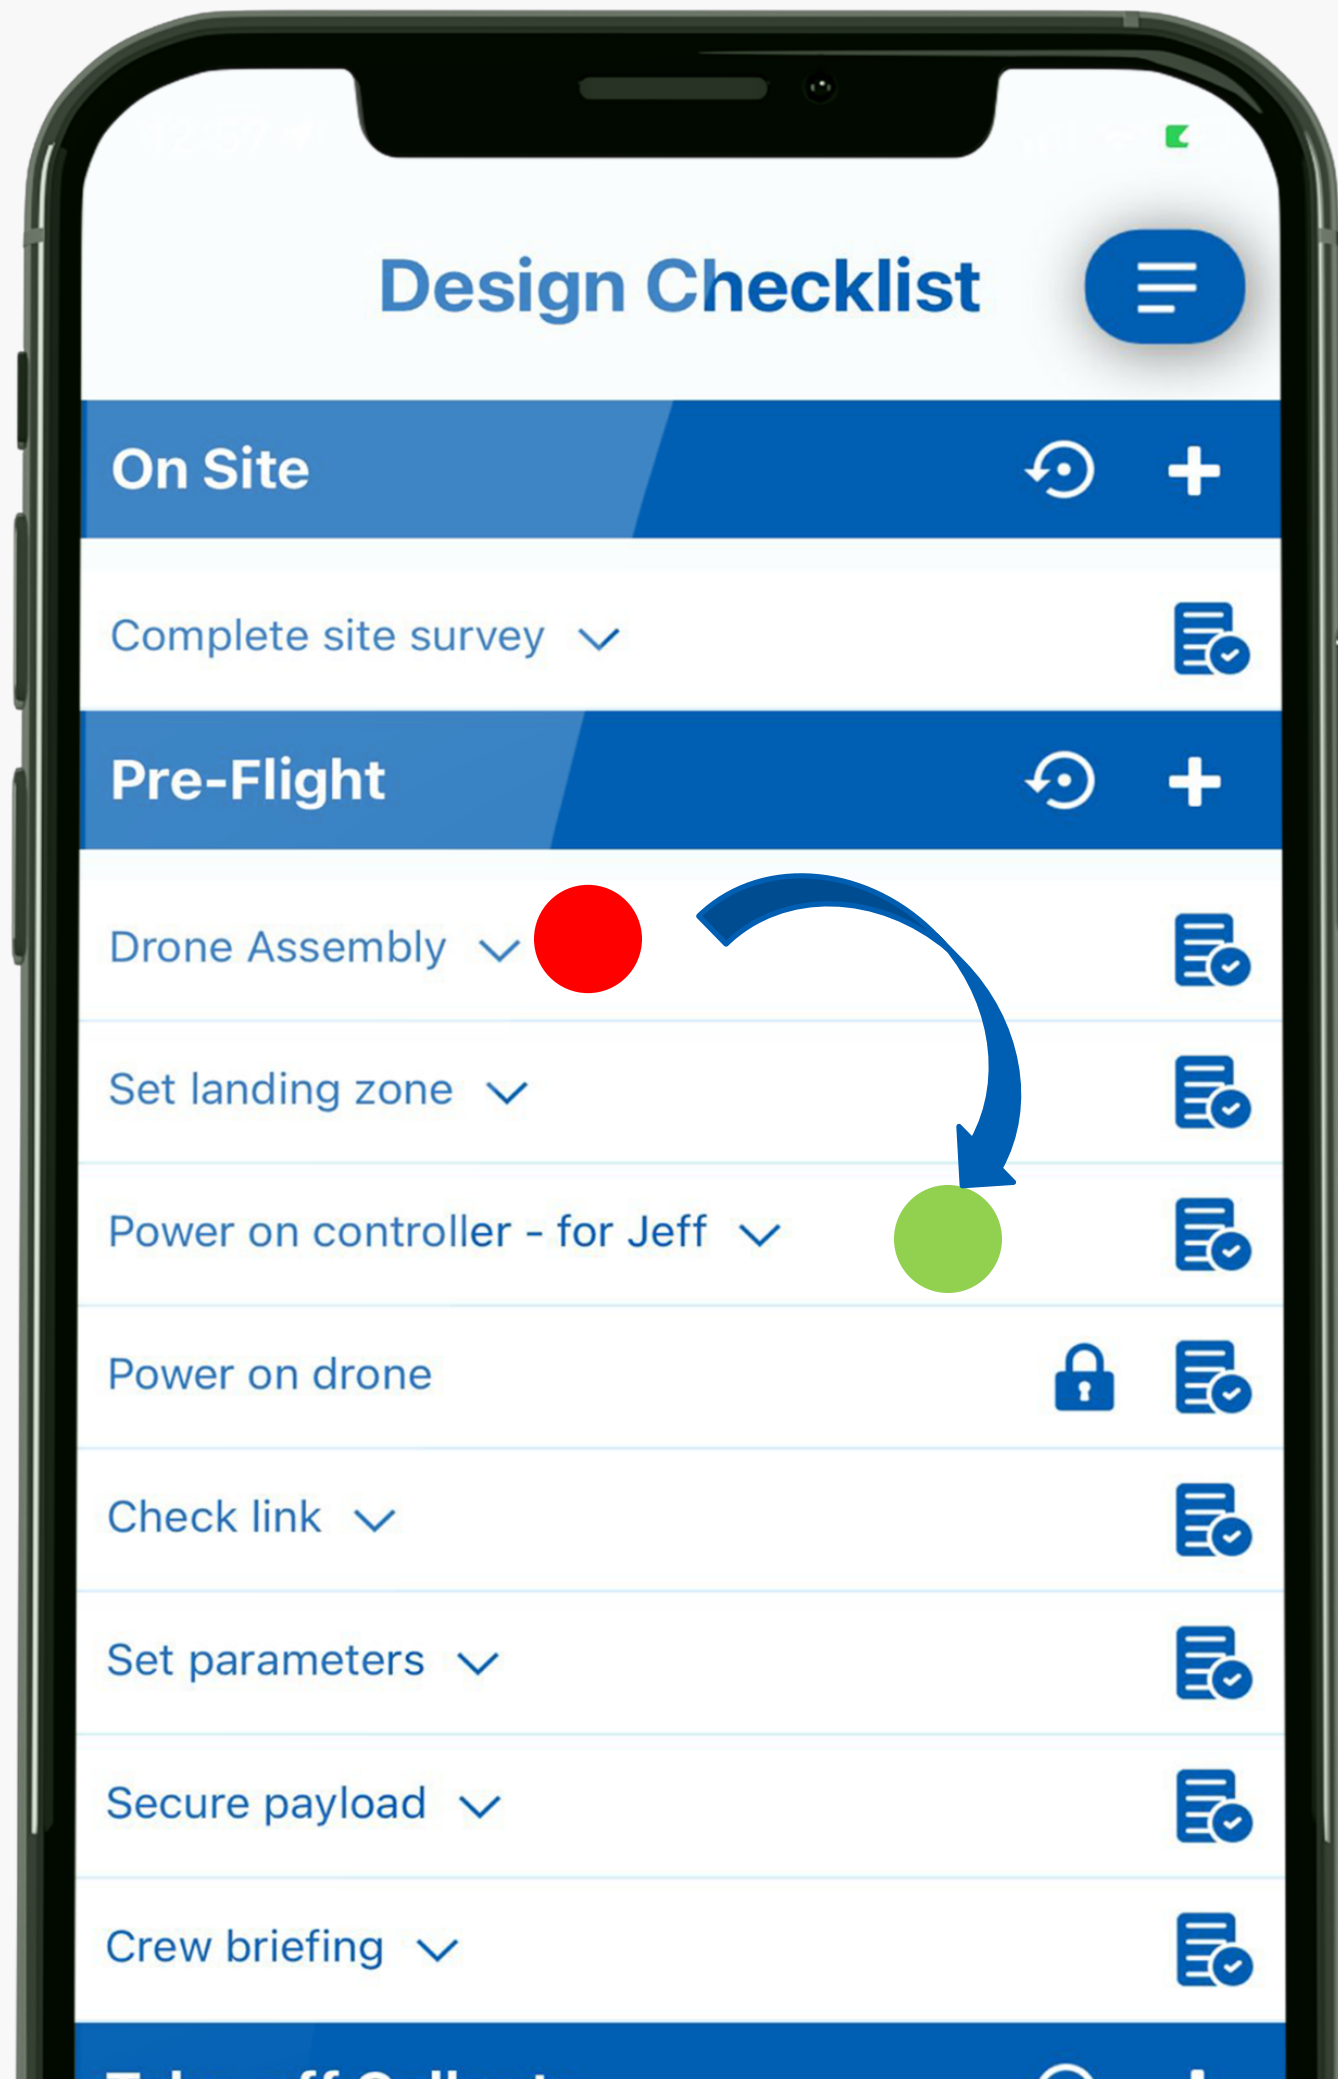 Design Checklist
On Site
Complete site survey
Pre-Flight
Drone Assembly
Set landing zone
Power on controller - for Jeff
Power on drone
Check link
Set parameters
Secure payload
Crew briefing